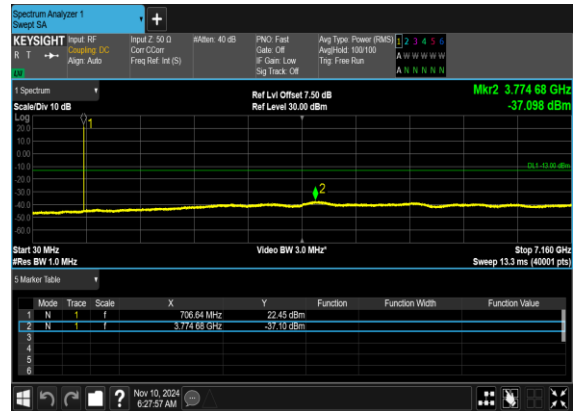 Spectrum Analyzer 1
Swept SA
KEYSIGHT Input: RF Input Z: 50 Ω #Atten: 40 dB PNO: Fast Avg Type: Power (RMS) 1 2 3 4 5 6
R T Coupling: DC Corr CCorr Gate: Off Avg|Hold: 100/100 A W W W W W
Align: Auto Freq Ref: Int (S) IF Gain: Low Trig: Free Run
LXI Sig Track: Off A N N N N N
1 Spectrum Ref Lvl Offset 7.50 dB Mkr2 3.774 68 GHz
Scale/Div 10 dB Ref Level 30.00 dBm -37.098 dBm
Log
20.0
10.0
0.00
-10.0
-20.0
-30.0
-40.0
-50.0
-60.0
1
DL1 -13.00 dBm
2
Start 30 MHz Video BW 3.0 MHz* Stop 7.160 GHz
#Res BW 1.0 MHz Sweep 13.3 ms (40001 pts)
5 Marker Table
Mode Trace Scale X Y Function Function Width Function Value
1 N 1 f 706.64 MHz 22.45 dBm
2 N 1 f 3.774 68 GHz -37.10 dBm
3
4
5
6
? Nov 10, 2024
6:27:57 AM